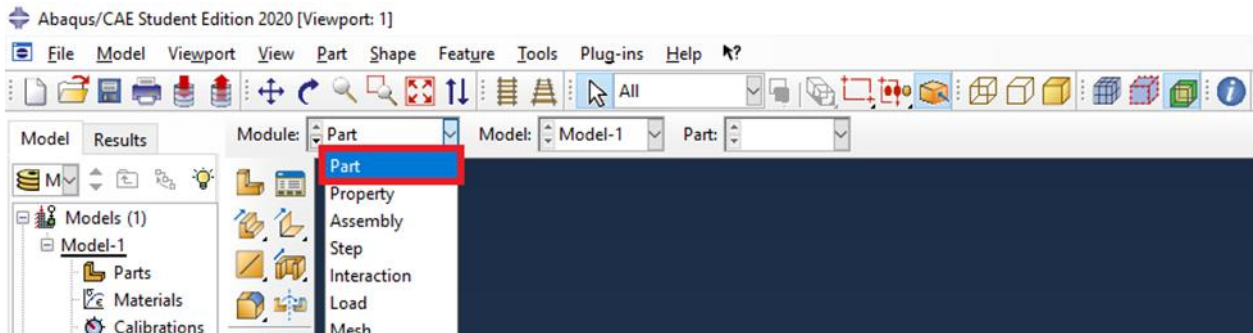 Abaqus/CAE Student Edition 2020 [Viewport: 1]
File Model Viewport View Part Shape Feature Tools Plug-ins Help ?
All
Model Results Module: Part Model: Model-1 Part:
M
Part
Property
Models (1) Assembly
Model-1 Step
Parts Interaction
Materials Load
Calibrations Mesh